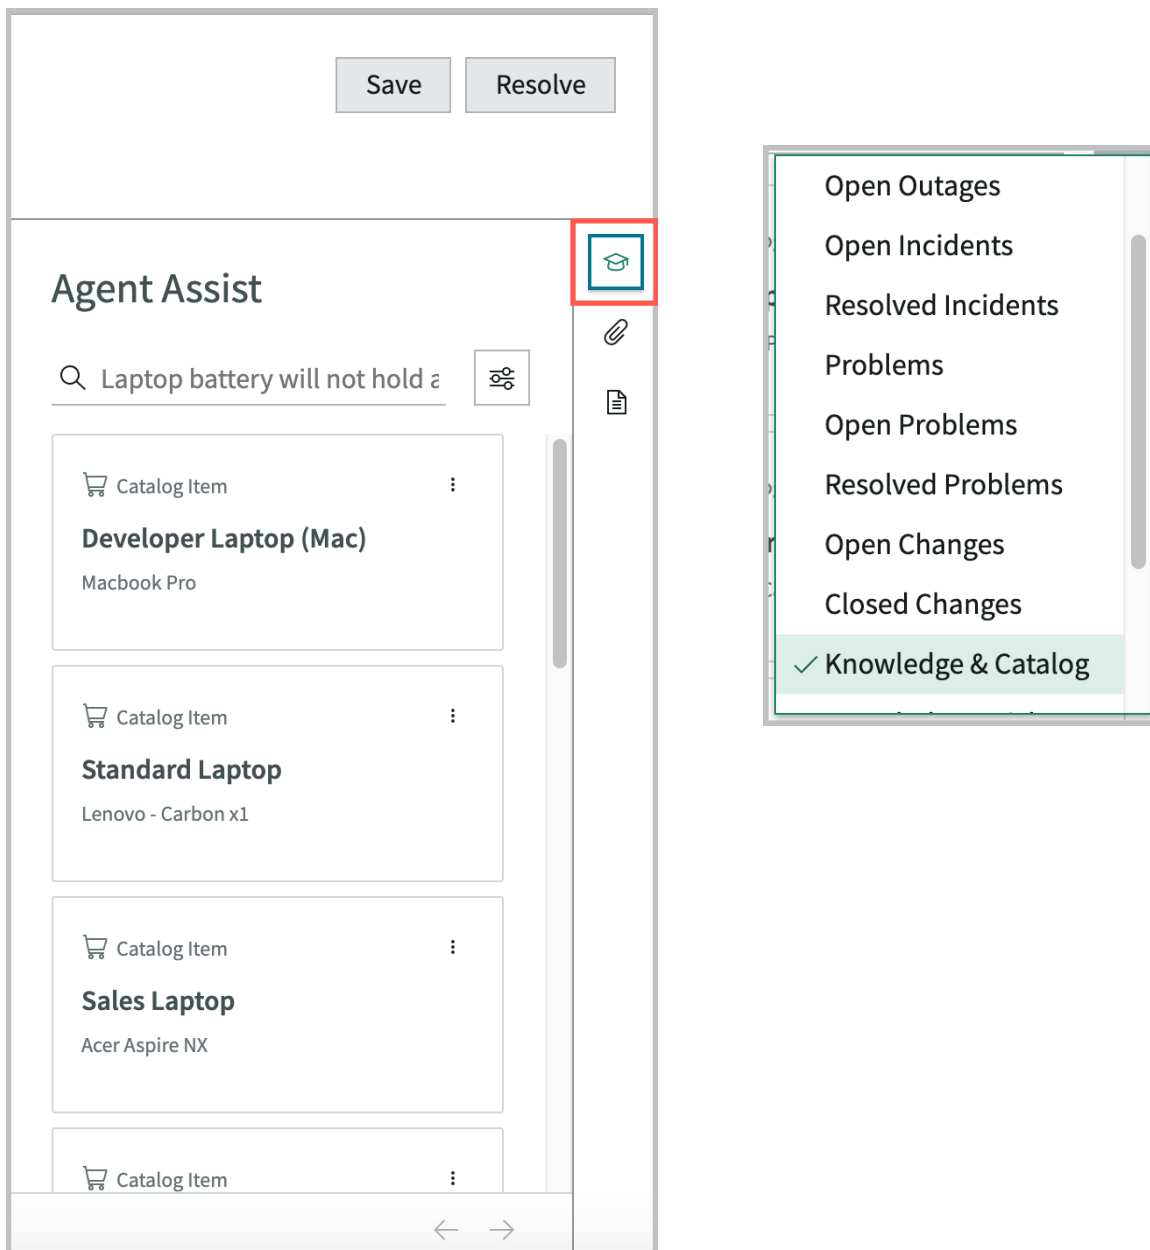 Save
Resolve
Agent Assist
Laptop battery will not hold
Catalog Item
Developer Laptop (Mac)
Macbook Pro
Catalog Item
Standard Laptop
Lenovo - Carbon x1
Catalog Item
Sales Laptop
Acer Aspire NX
Catalog Item
Open Outages
Open Incidents
Resolved Incidents
Problems
Open Problems
Resolved Problems
Open Changes
Closed Changes
Knowledge & Catalog